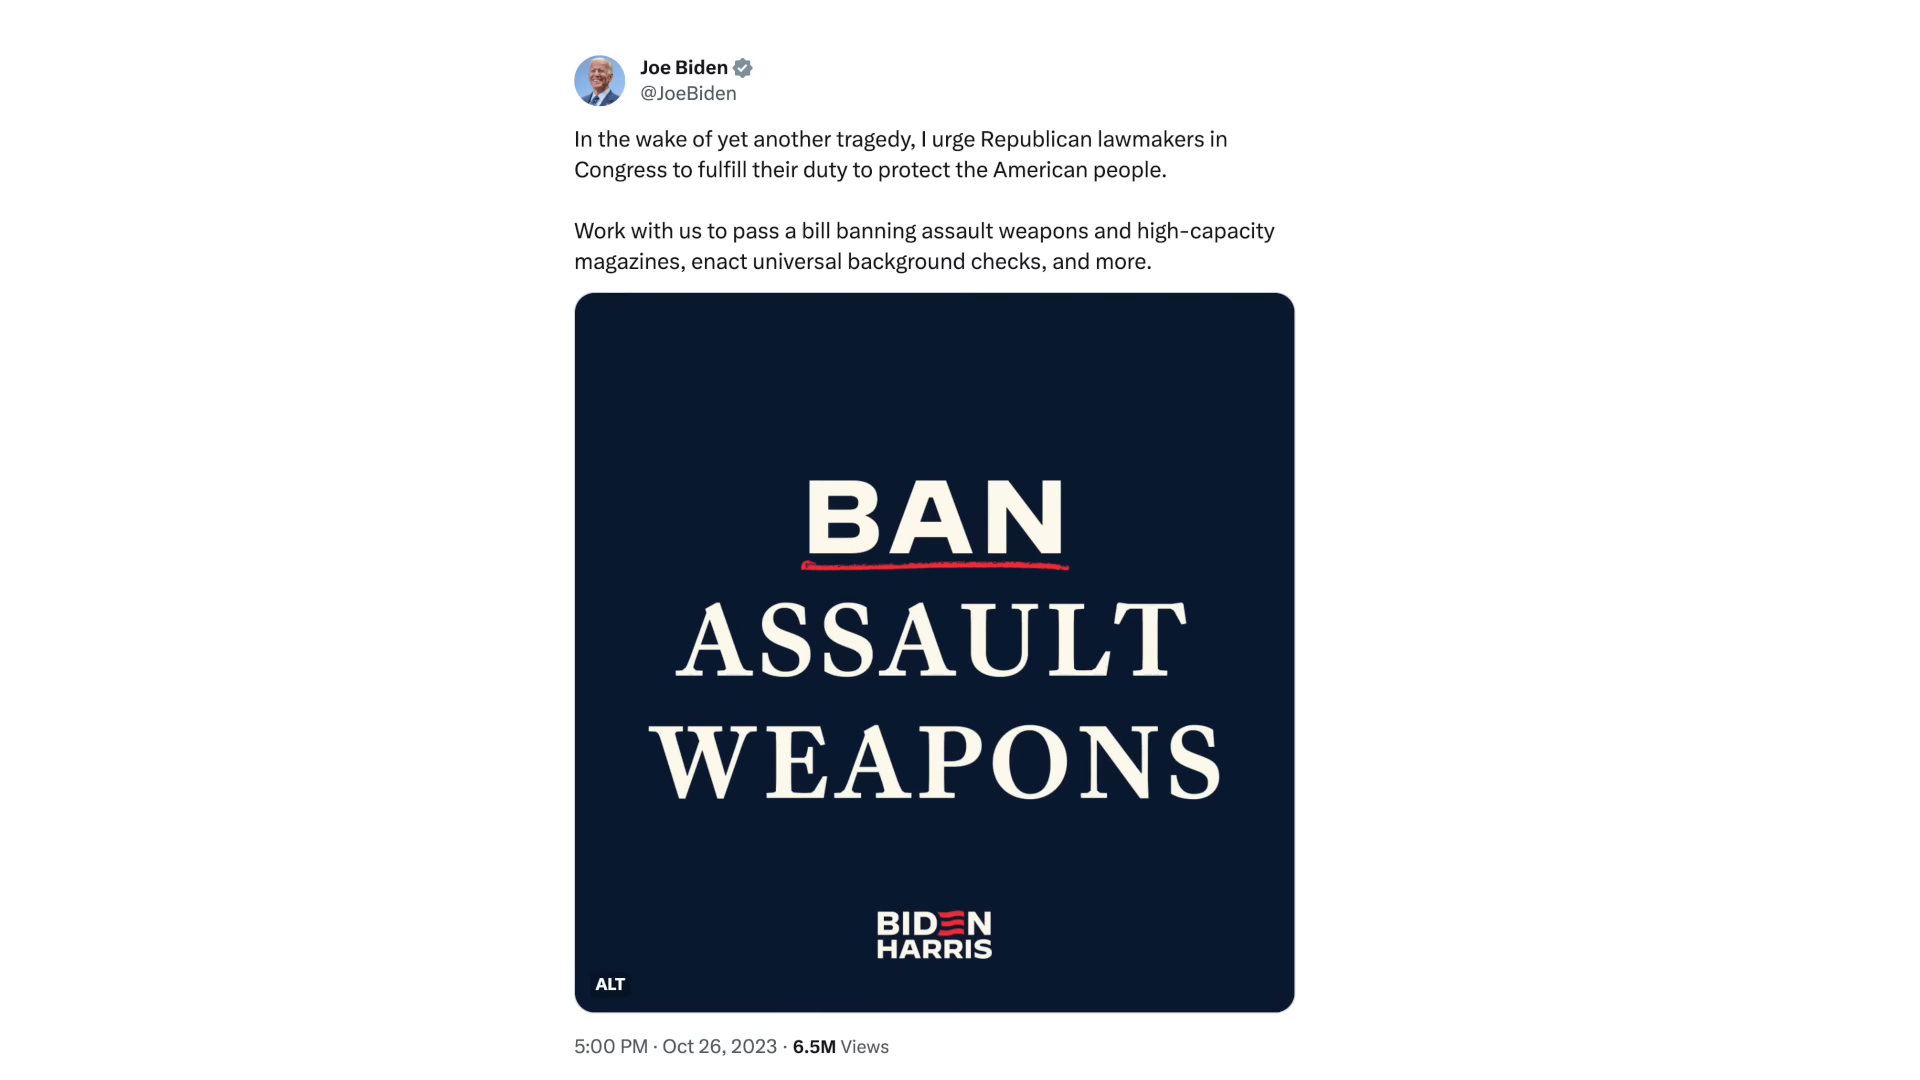 Joe Biden
@JoeBiden
In the wake of yet another tragedy, I urge Republican lawmakers in
Congress to fulfill their duty to protect the American people.
Work with us to pass a bill banning assault weapons and high-capacity
magazines, enact universal background checks, and more.
BAN
ASSAULT
WEAPONS
BIDEN
HARRIS
ALT
5:00 PM · Oct 26, 2023 · 6.5M Views